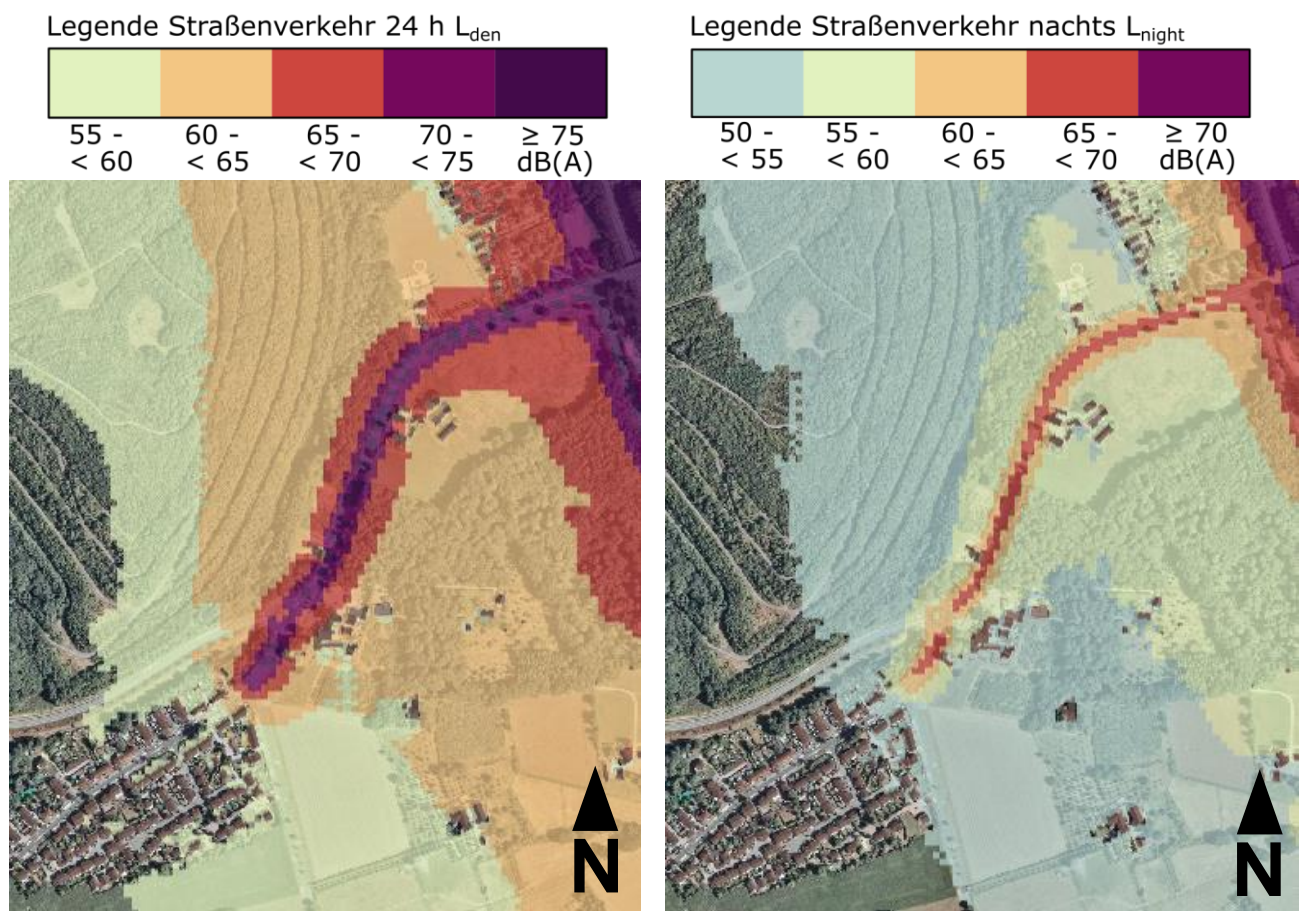 Legende Straßenverkehr 24 h Lden
55 - 60 - 65 - 70 - ≥ 75
< 60 < 65 < 70 < 75 dB(A)
N
Legende Straßenverkehr nachts Lnight
50 - 55 - 60 - 65 - ≥ 70
< 55 < 60 < 65 < 70 dB(A)
N